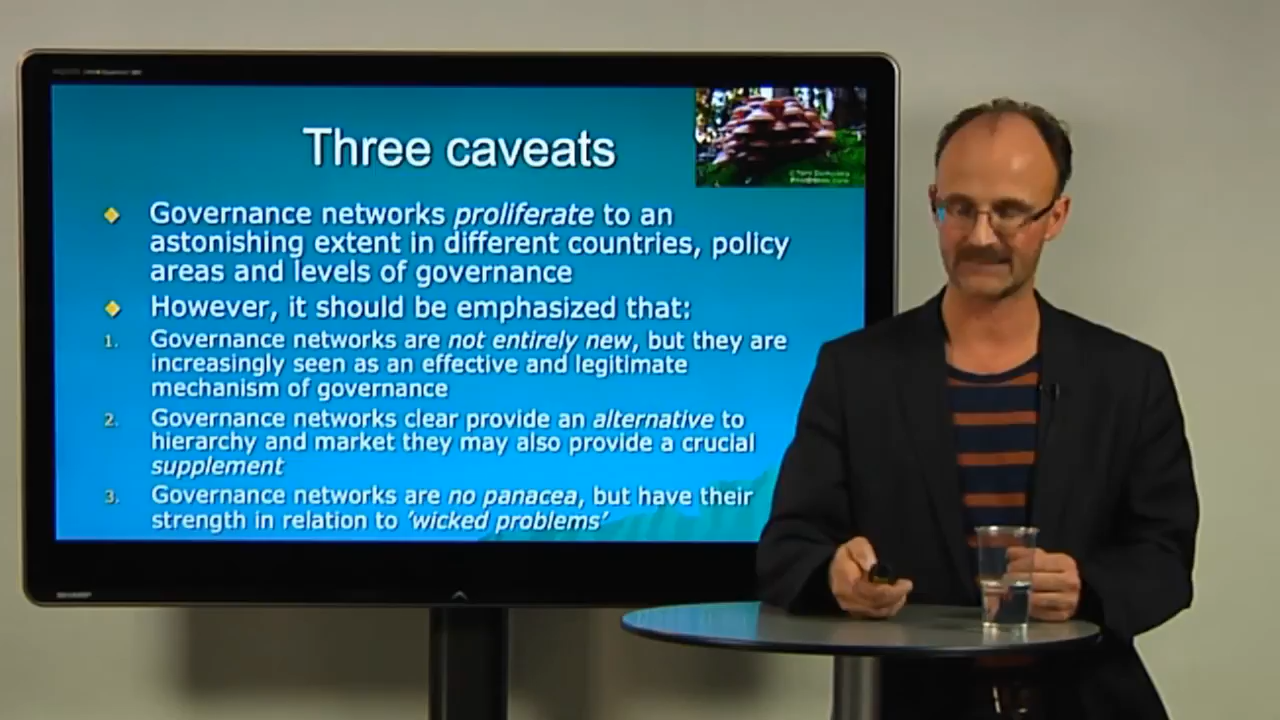 Three caveats
Governance networks proliferate to an
astonishing extent in different countries, policy
areas and levels of governance
However, it should be emphasized that:
1. Governance networks are not entirely new, but they are
increasingly seen as an effective and legitimate
mechanism of governance
2. Governance networks clear provide an alternative to
hierarchy and market they may also provide a crucial
supplement
3. Governance networks are no panacea, but have their
strength in relation to ’wicked problems’
SHARP